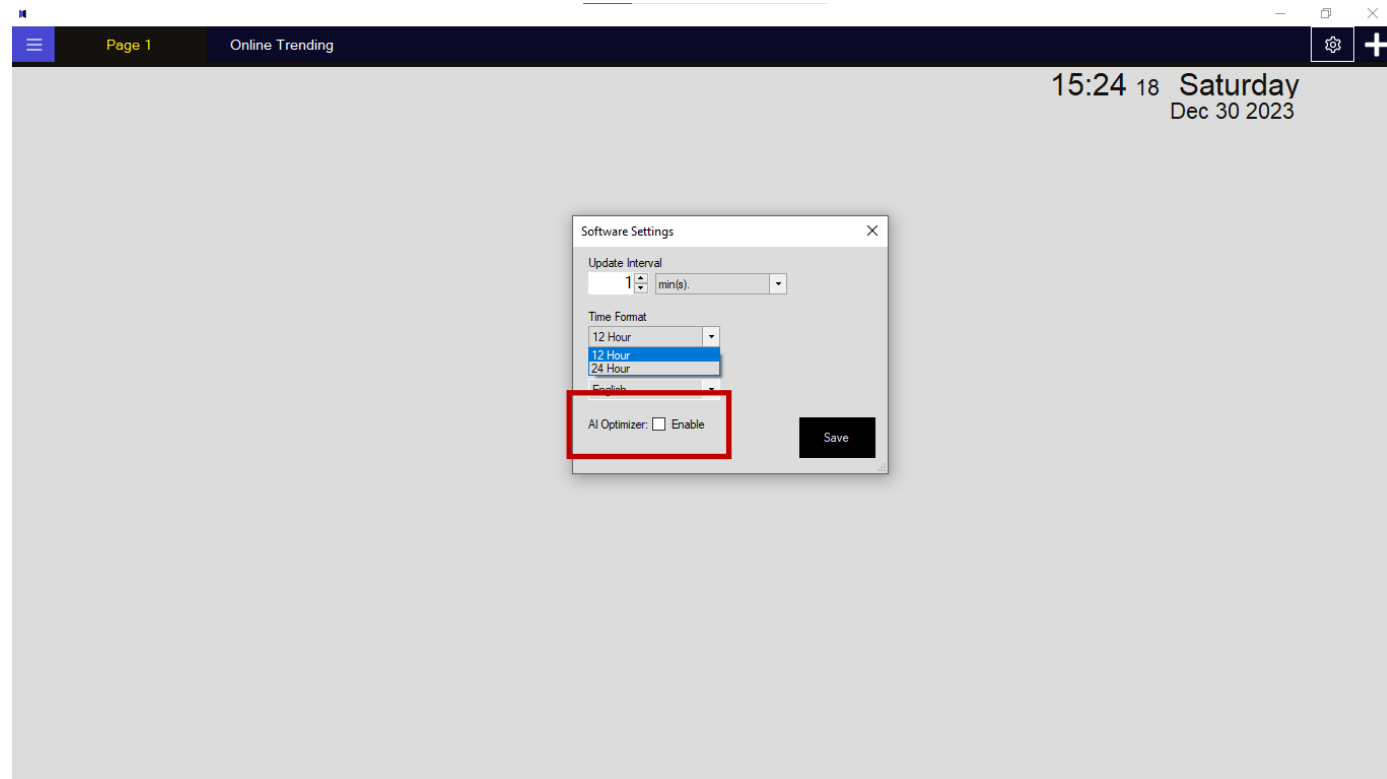 Page 1 Online Trending
15:24 18 Saturday
Dec 30 2023
Software Settings
Update Interval
1 min(s).
Time Format
12 Hour
12 Hour
24 Hour
English
AI Optimizer: Enable
Save